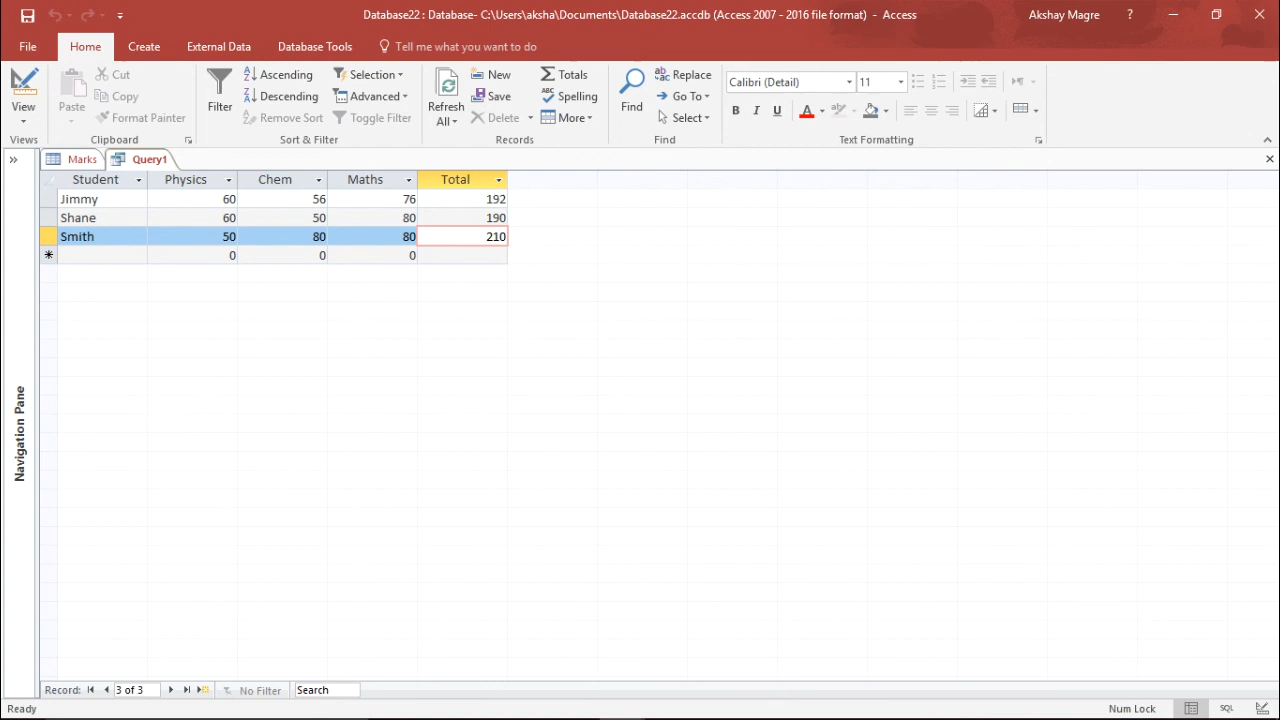 Database22 : Database- C:\Users\aksha\Documents\Database22.accdb (Access 2007 - 2016 file format) - Access
Akshay Magre ?
File Home Create External Data Database Tools Tell me what you want to do
View
Views
Paste
Cut
Copy
Format Painter
Clipboard
Filter
Ascending
Descending
Remove Sort
Selection
Advanced
Toggle Filter
Sort & Filter
Refresh
All
New
Save
Delete
Totals
Spelling
More
Records
Find
Replace
Go To
Select
Find
Calibri (Detail) 11
B I U A
Text Formatting
Marks Query1
Student Physics Chem Maths Total
Jimmy 60 56 76 192
Shane 60 50 80 190
Smith 50 80 80 210
0 0 0
Navigation Pane
Record: 3 of 3 No Filter Search
Ready Num Lock SQL